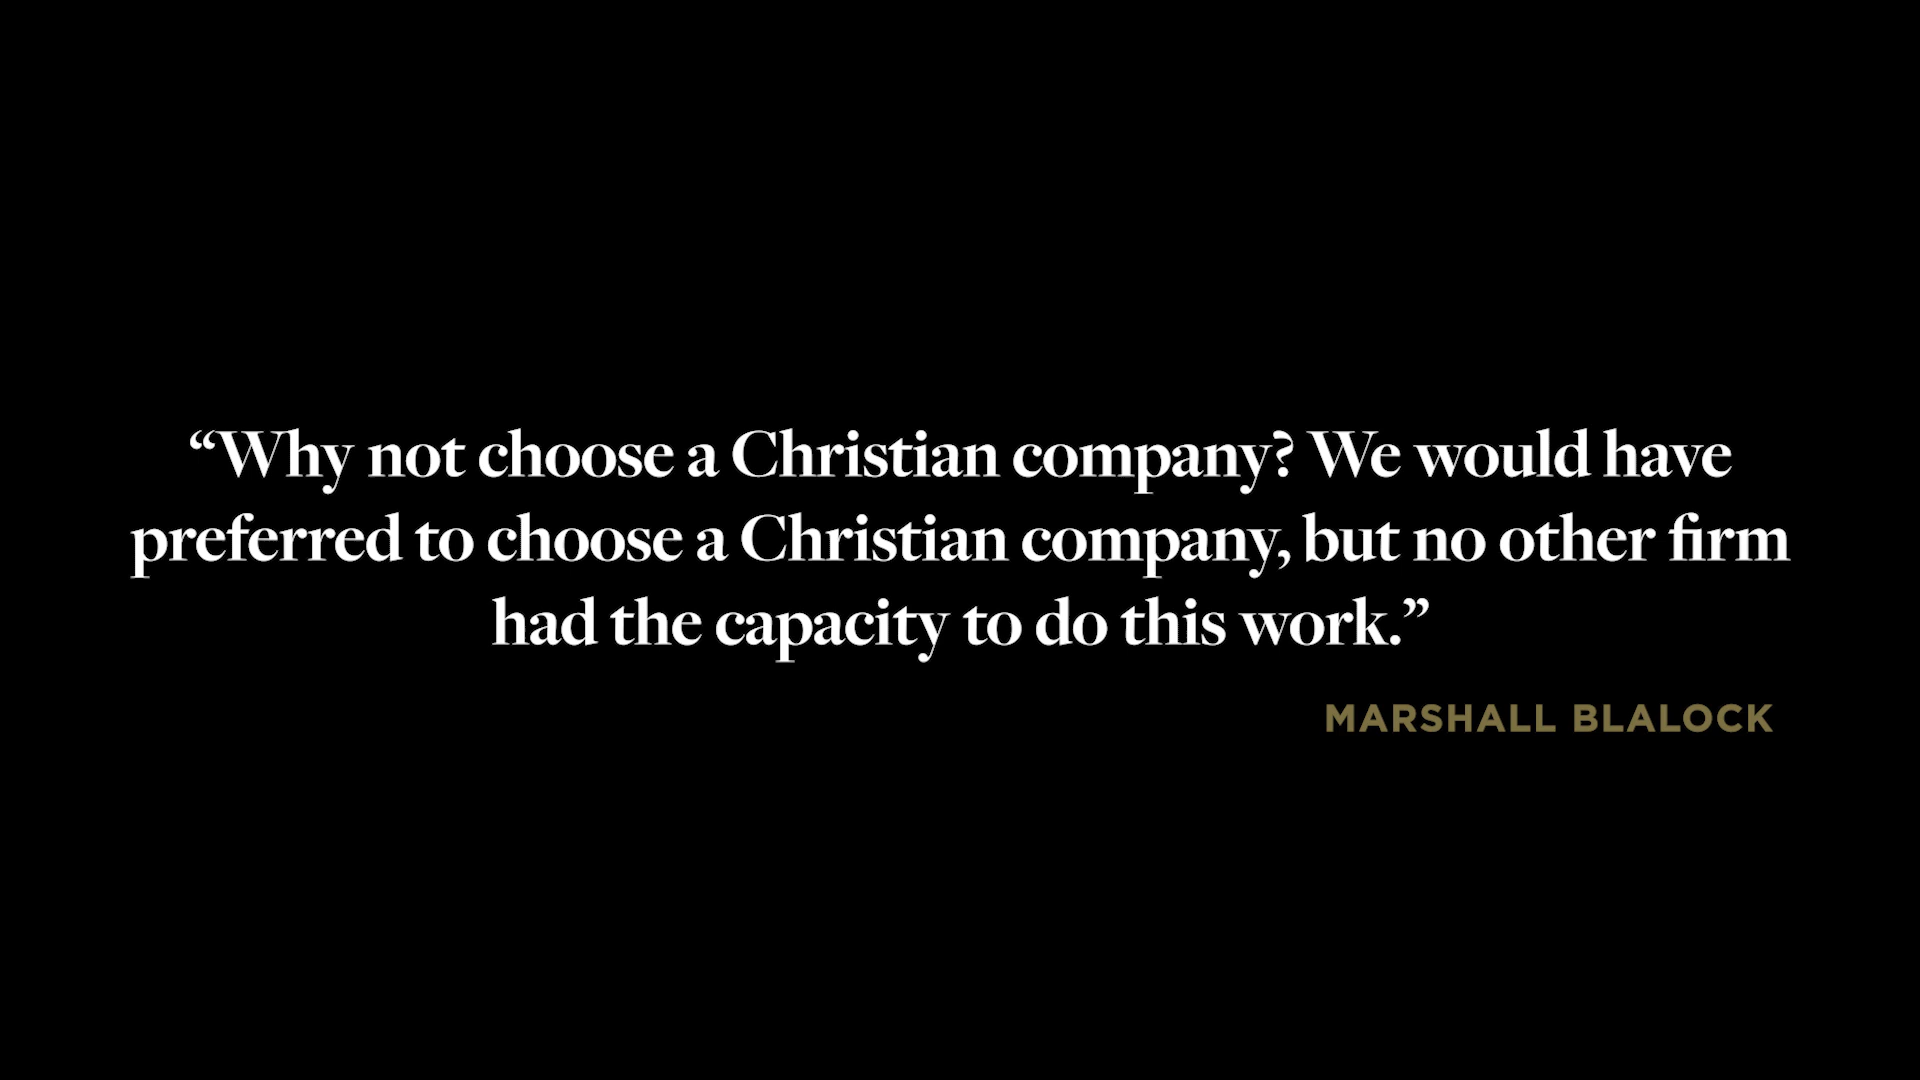 “Why not choose a Christian company? We would have
preferred to choose a Christian company, but no other firm
had the capacity to do this work.”
MARSHALL BLALOCK